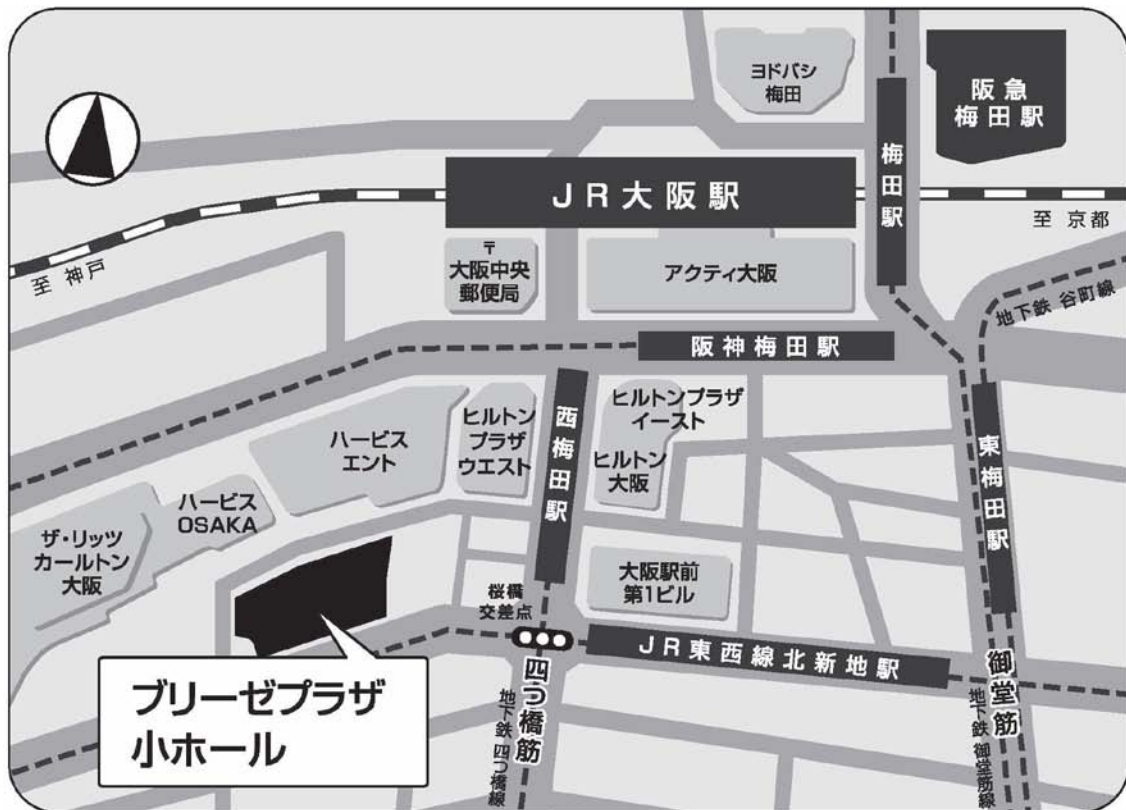 ヨドバシ
梅田
阪急
梅田駅
梅田駅
JR大阪駅
至 京都
至 神戸
〒
大阪中央
郵便局
アクティ大阪
地下鉄 谷町線
阪神梅田駅
ハービス
エント
ヒルトン
プラザ
ウエスト
西梅田駅
ヒルトンプラザ
イースト
ヒルトン
大阪
東梅田駅
ハービス
OSAKA
ザ・リッツ
カールトン
大阪
大阪駅前
第1ビル
桜橋
交差点
JR東西線北新地駅
ブリーゼプラザ
小ホール
四つ橋筋
地下鉄 四つ橋線
御堂筋
地下鉄 御堂筋線